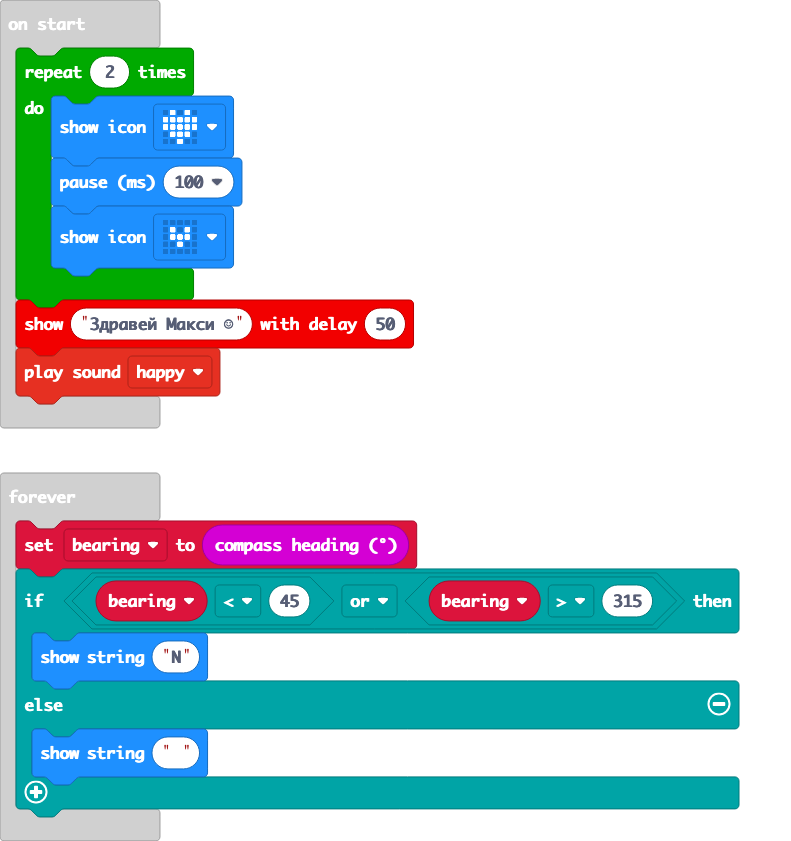 on start
repeat 2 times
do
show icon
pause (ms) 100
show icon
show "Здравей Макси ☺" with delay 50
play sound happy
forever
set bearing to compass heading (°)
if bearing < 45 or bearing > 315 then
show string "N"
else
show string " "